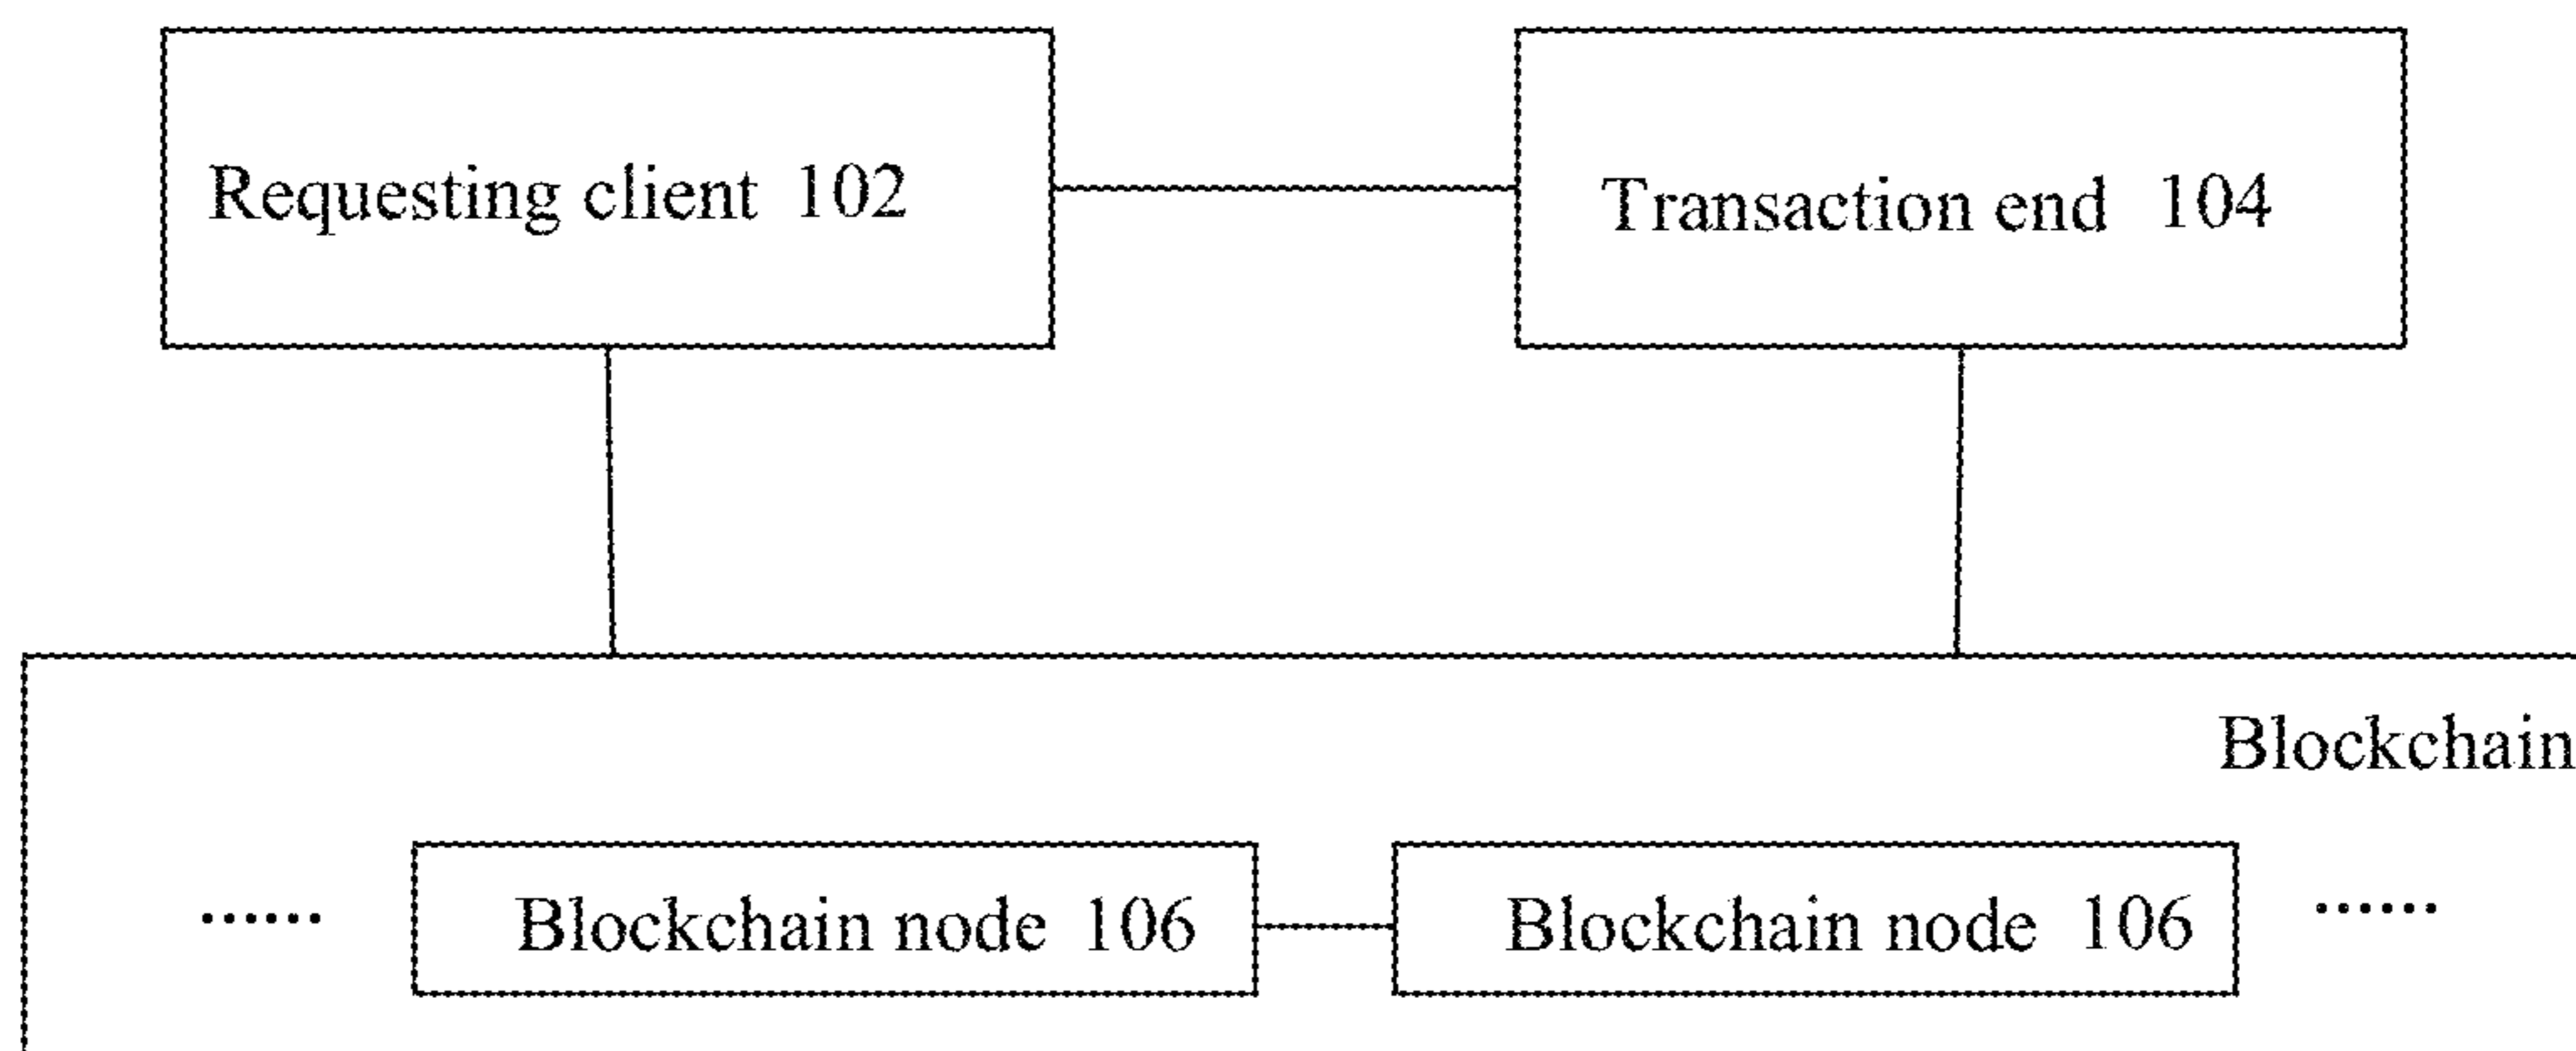 Requesting client 102
Transaction end 104
Blockchain
...... Blockchain node 106 Blockchain node 106 ......